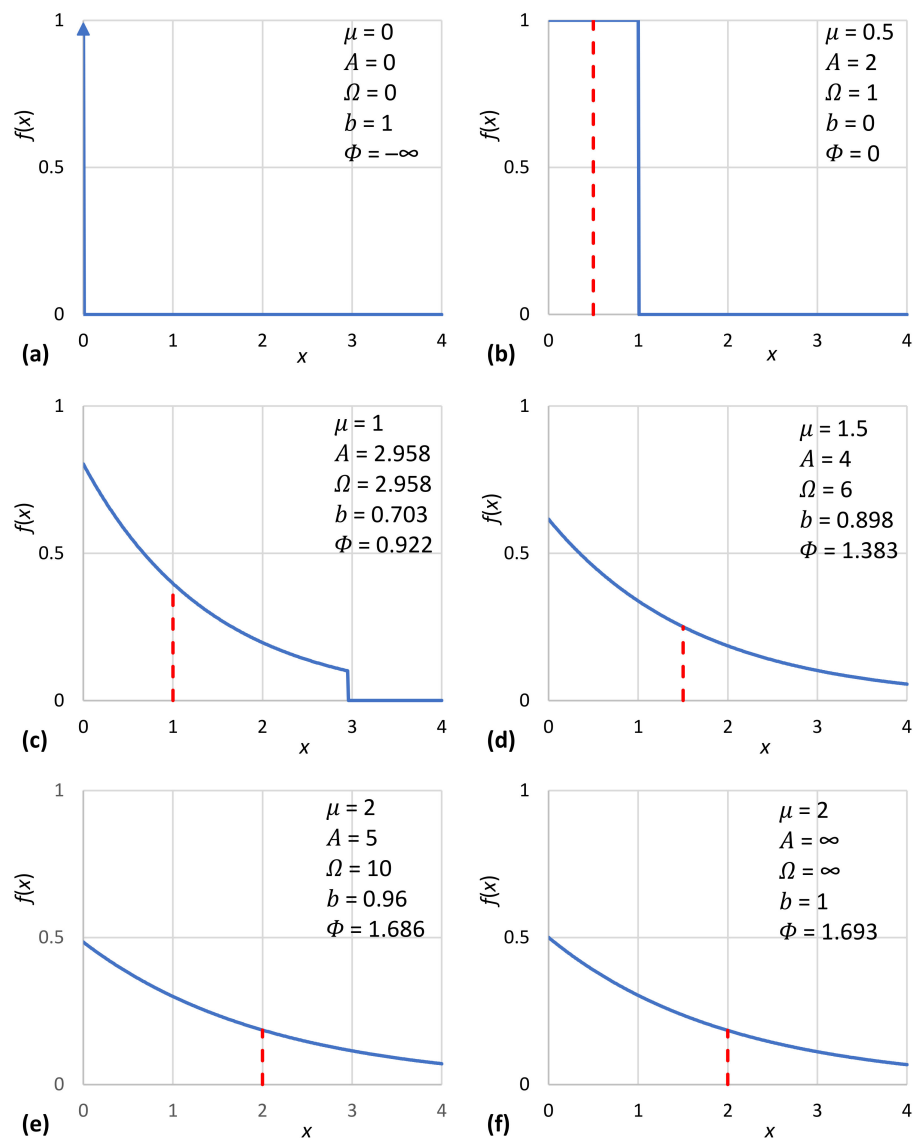 1
0.5
0
f(x)
μ = 0
A = 0
Ω = 0
b = 1
Φ = −∞
0 1 2 3 4
(a)
x
1
0.5
0
f(x)
μ = 0.5
A = 2
Ω = 1
b = 0
Φ = 0
0 1 2 3 4
(b)
x
1
0.5
0
f(x)
μ = 1
A = 2.958
Ω = 2.958
b = 0.703
Φ = 0.922
0 1 2 3 4
(c)
x
1
0.5
0
f(x)
μ = 1.5
A = 4
Ω = 6
b = 0.898
Φ = 1.383
0 1 2 3 4
(d)
x
1
0.5
0
f(x)
μ = 2
A = 5
Ω = 10
b = 0.96
Φ = 1.686
0 1 2 3 4
(e)
x
1
0.5
0
f(x)
μ = 2
A = ∞
Ω = ∞
b = 1
Φ = 1.693
0 1 2 3 4
(f)
x